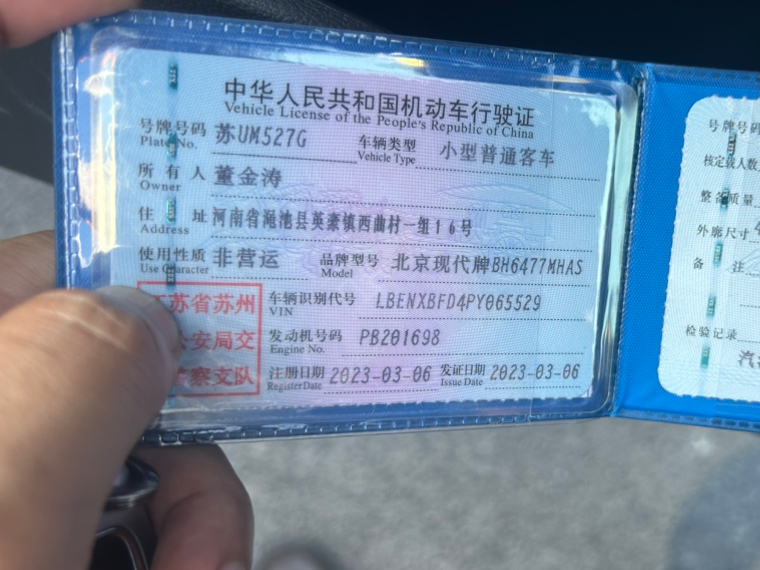 中华人民共和国机动车行驶证
Vehicle License of the People's Republic of China
号牌号码 苏UM527G 车辆类型 小型普通客车
Plate No. Vehicle Type
所有人 董金涛
Owner
住址 河南省渑池县英豪镇西曲村一组16号
Address
使用性质 非营运 品牌型号 北京现代牌BH6477MHAS
Use Character Model
江苏省苏州
公安局交
警察支队
车辆识别代号 LBENXBFD4PY065529
VIN
发动机号码 PB201698
Engine No.
注册日期 2023-03-06 发证日期 2023-03-06
Register Date Issue Date
号牌号码
核定载人数
整备质量
外廓尺寸 4
备注
检验记录
汽